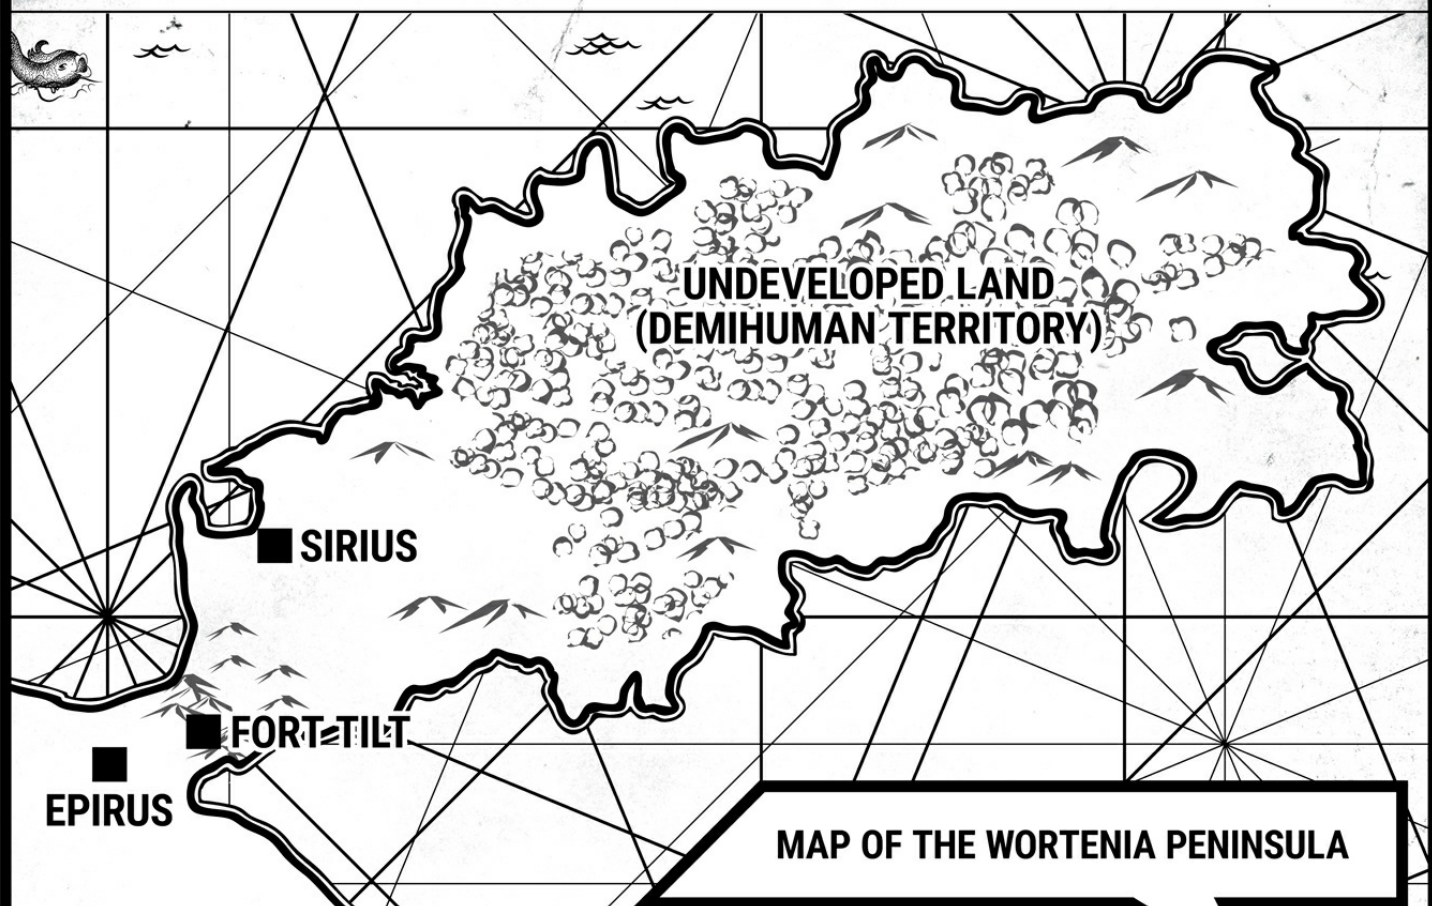 UNDEVELOPED LAND
(DEMIHUMAN TERRITORY)
SIRIUS
FORT TILT
EPIRUS
MAP OF THE WORTENIA PENINSULA